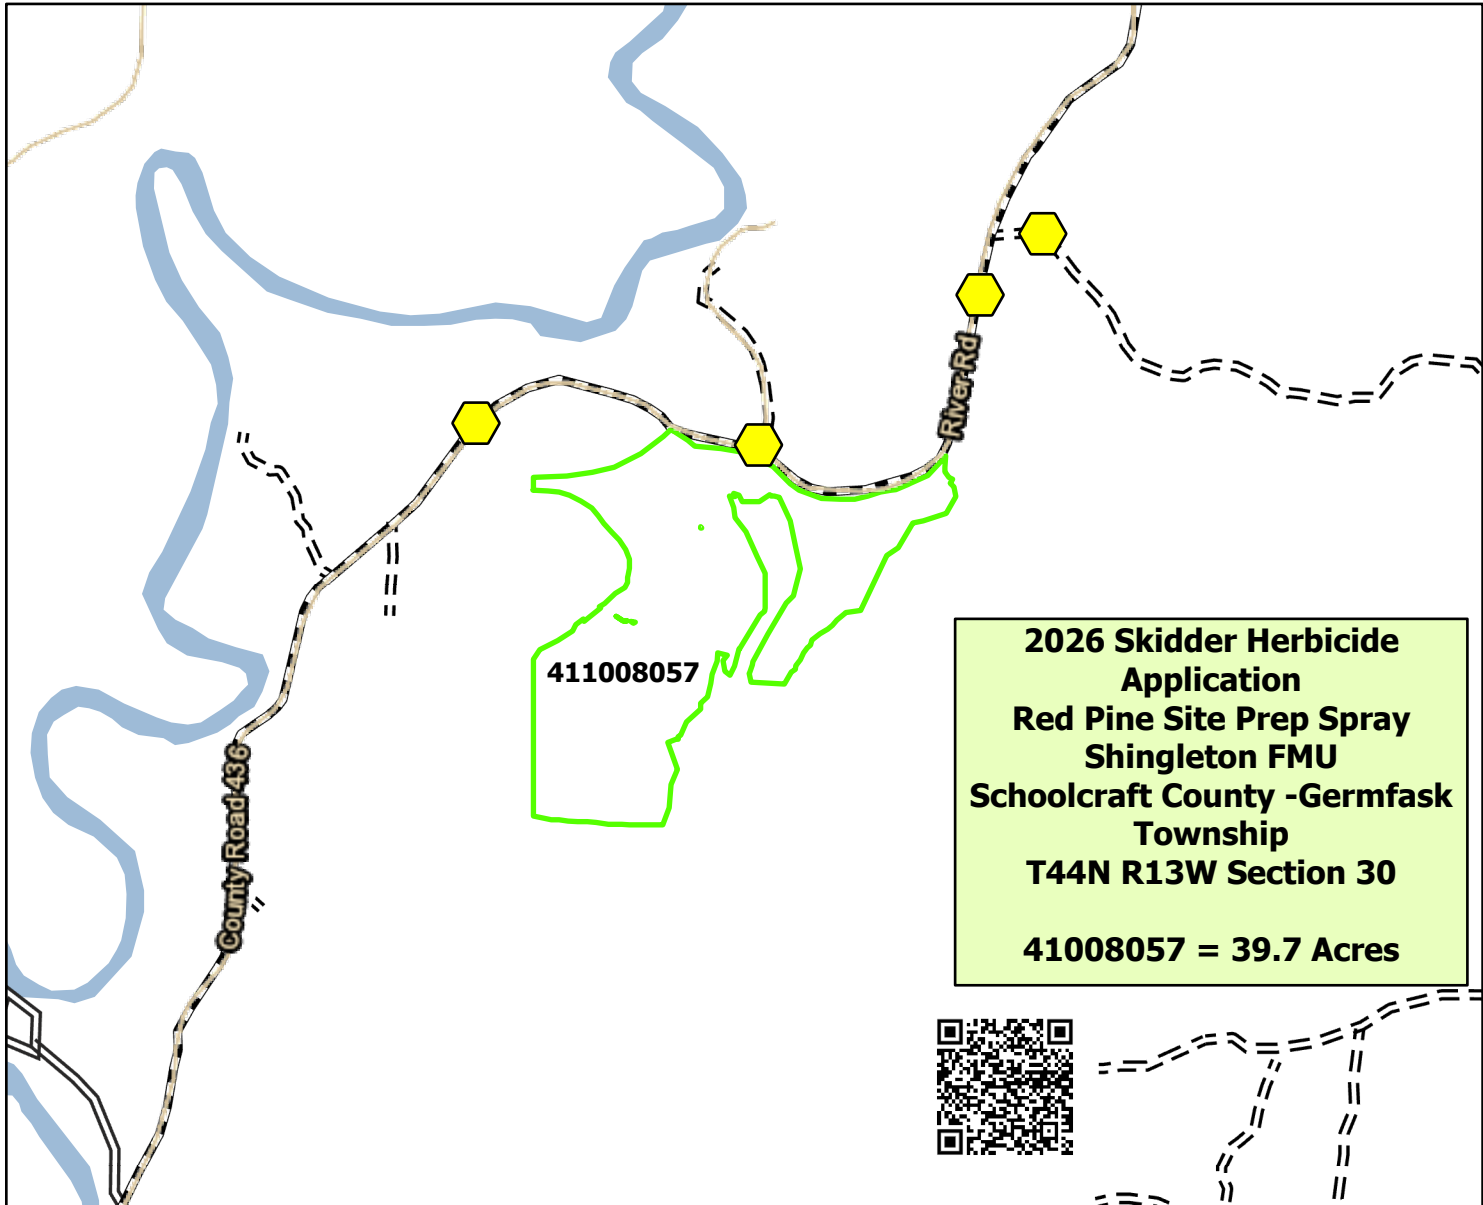 River Rd
411008057
County Road 436
2026 Skidder Herbicide
Application
Red Pine Site Prep Spray
Shingleton FMU
Schoolcraft County -Germfask
Township
T44N R13W Section 30
41008057 = 39.7 Acres